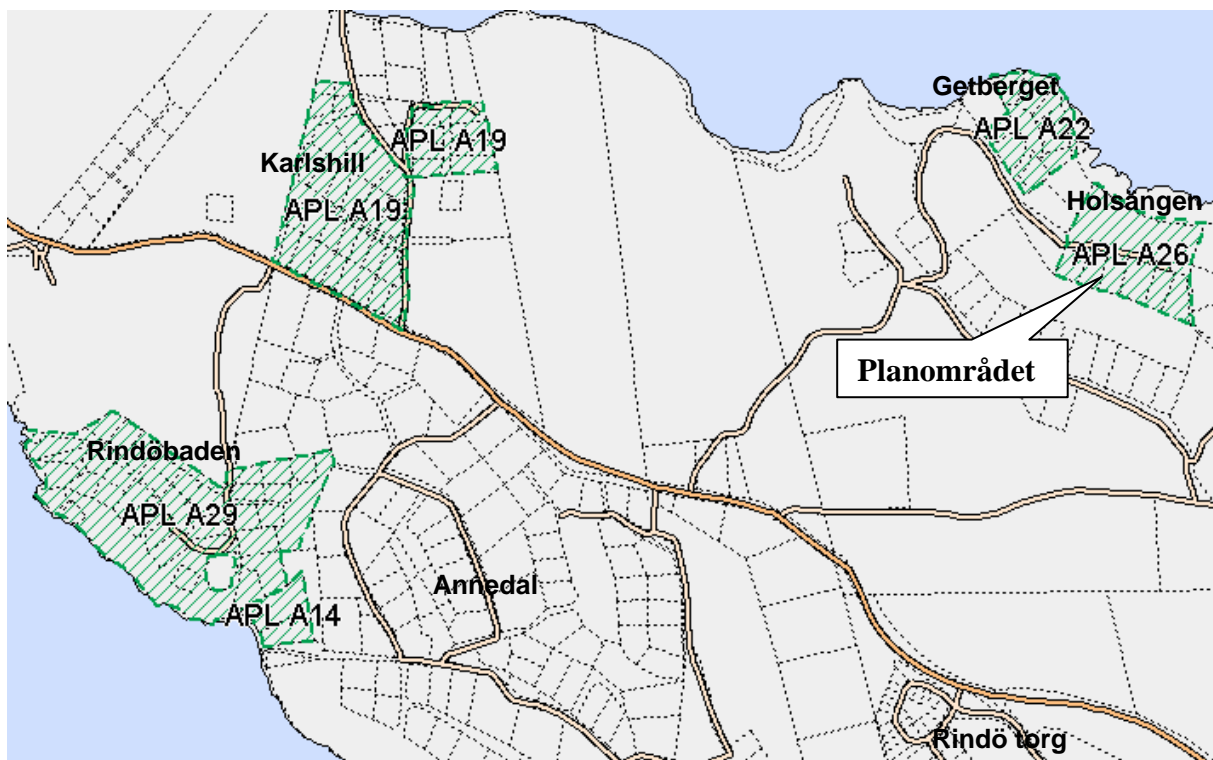 Getberget
APL A22
APL A19
Karlshill
APL A19
Holsängen
APL A26
Planområdet
Rindöbaden
APL A29
Annedal
APL A14
Rindö torg